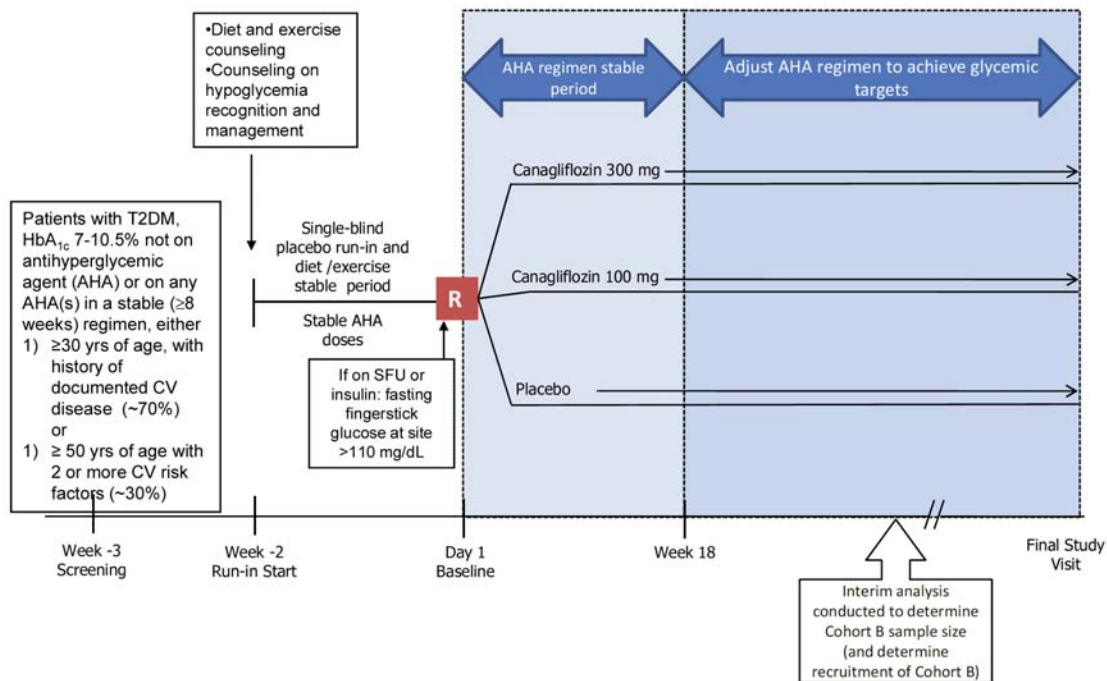 •Diet and exercise
counseling
•Counseling on
hypoglycemia
recognition and
management
AHA regimen stable
period
Adjust AHA regimen to achieve glycemic
targets
Patients with T2DM,
HbA1c 7-10.5% not on
antihyperglycemic
agent (AHA) or on any
AHA(s) in a stable (≥8
weeks) regimen, either
1) ≥30 yrs of age, with
history of
documented CV
disease (~70%)
or
1) ≥ 50 yrs of age with
2 or more CV risk
factors (~30%)
Single-blind
placebo run-in and
diet /exercise
stable period
Stable AHA
doses
R
If on SFU or
insulin: fasting
fingerstick
glucose at site
>110 mg/dL
Canagliflozin 300 mg
Canagliflozin 100 mg
Placebo
Week -3
Screening
Week -2
Run-in Start
Day 1
Baseline
Week 18
Final Study
Visit
Interim analysis
conducted to determine
Cohort B sample size
(and determine
recruitment of Cohort B)